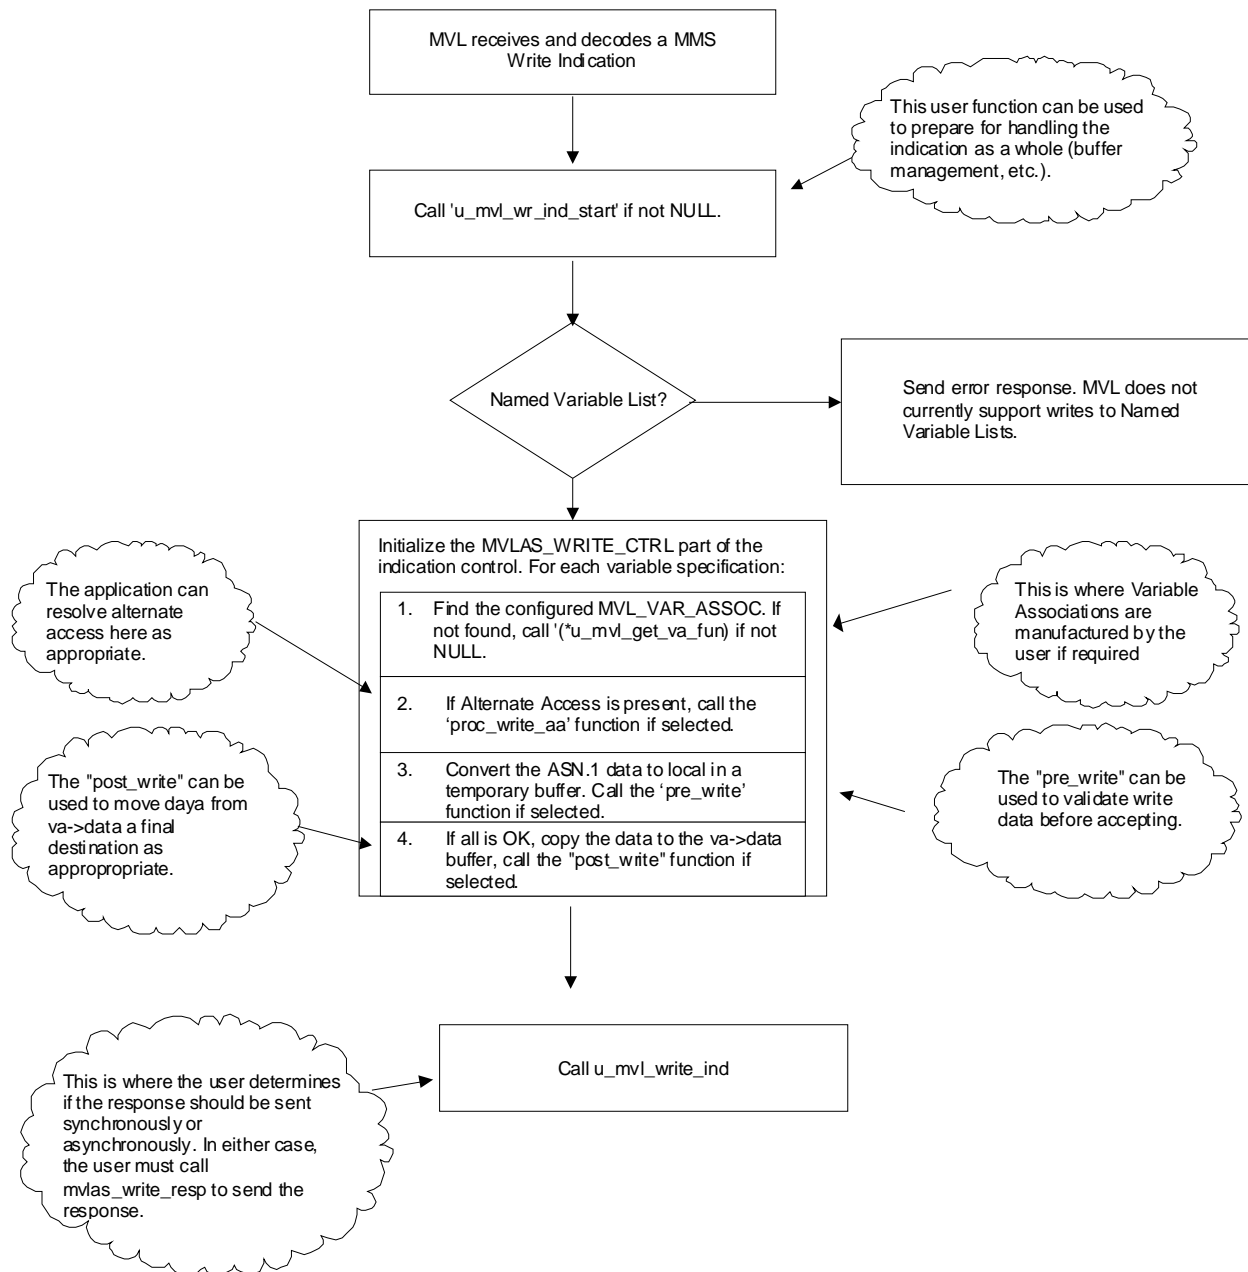 MVL receives and decodes a MMS
Write Indication
This user function can be used
to prepare for handling the
indication as a whole (buffer
management, etc.).
Call 'u_mvl_wr_ind_start' if not NULL.
Named Variable List?
Send error response. MVL does not
currently support writes to Named
Variable Lists.
Initialize the MVLAS_WRITE_CTRL part of the
indication control. For each variable specification:
The application can
resolve alternate
access here as
appropriate.
1. Find the configured MVL_VAR_ASSOC. If
not found, call '(*u_mvl_get_va_fun) if not
NULL.
This is where Variable
Associations are
manufactured by the
user if required
2. If Alternate Access is present, call the
‘proc_write_aa’ function if selected.
The "post_write" can be
used to move daya from
va->data a final
destination as
appropropriate.
3. Convert the ASN.1 data to local in a
temporary buffer. Call the ‘pre_write’
function if selected.
The "pre_write" can be
used to validate write
data before accepting.
4. If all is OK, copy the data to the va->data
buffer, call the "post_write" function if
selected.
Call u_mvl_write_ind
This is where the user determines
if the response should be sent
synchronously or
asynchronously. In either case,
the user must call
mvlas_write_resp to send the
response.